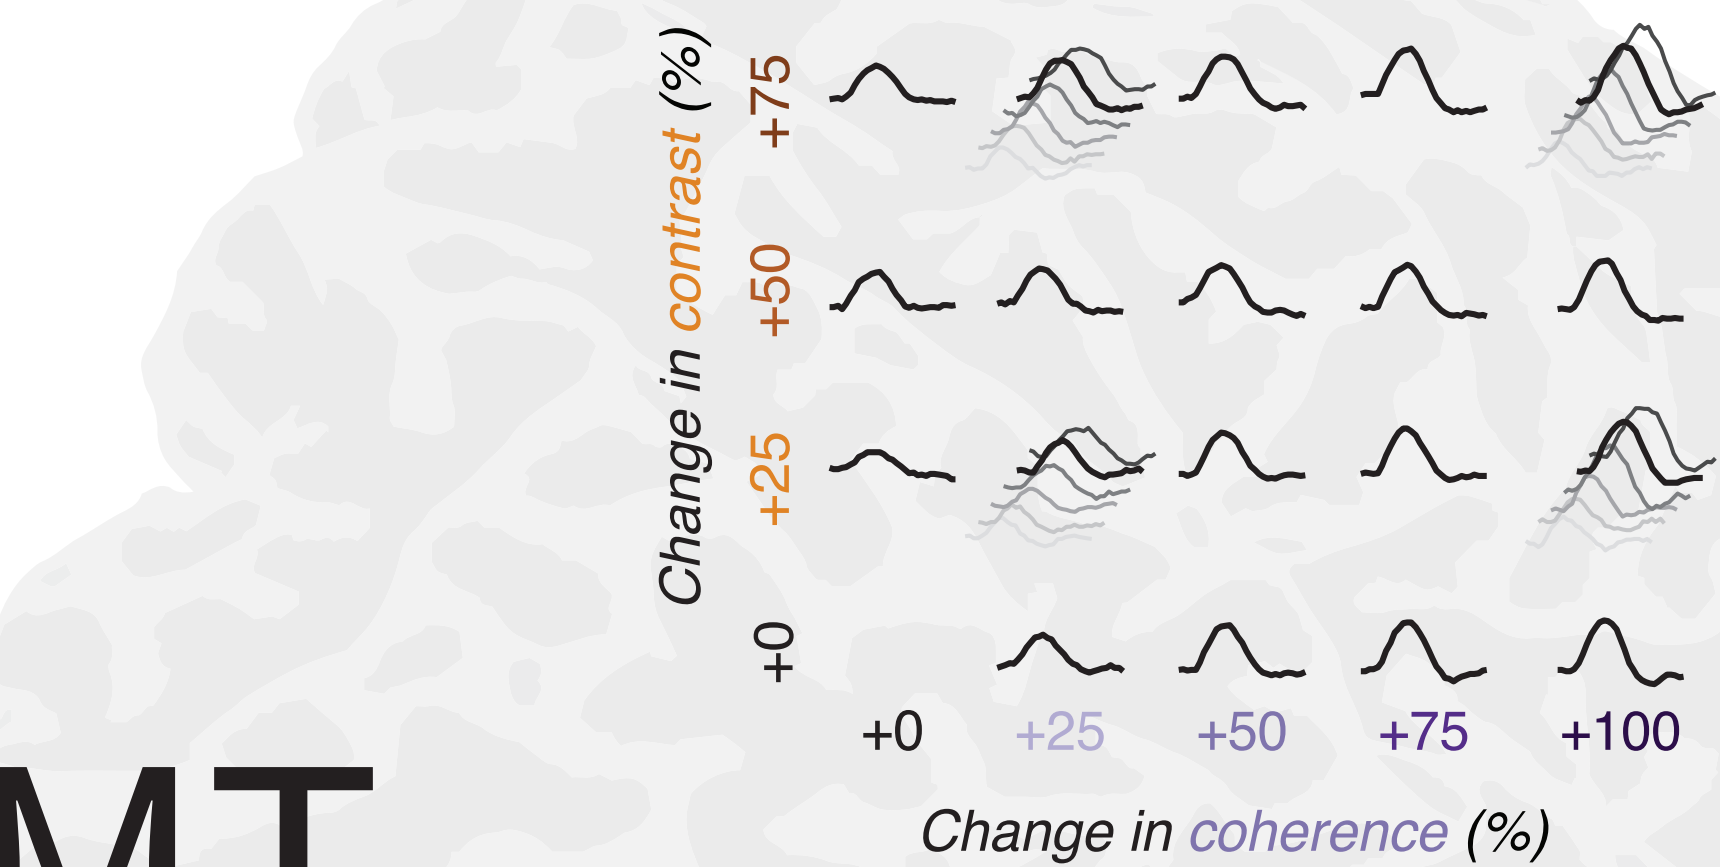 Change in contrast (%)
+75
+50
+25
+0
+0 +25 +50 +75 +100
Change in coherence (%)
MT